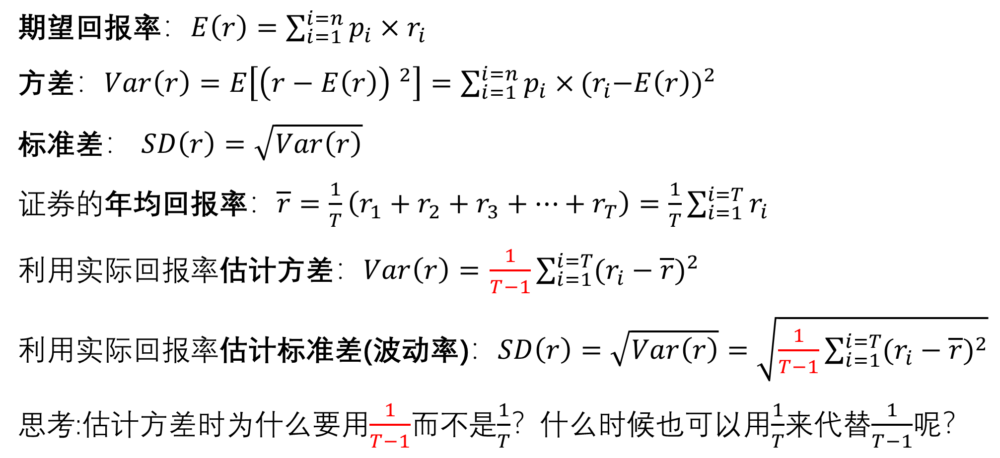 期望回报率：$E(r) = \sum_{i=1}^{i=n} p_i \times r_i$
方差：$Var(r) = E\left[\left(r - E(r)\right)^2\right] = \sum_{i=1}^{i=n} p_i \times (r_i - E(r))^2$
标准差：$SD(r) = \sqrt{Var(r)}$
证券的年均回报率：$\overline{r} = \frac{1}{T}(r_1 + r_2 + r_3 + \cdots + r_T) = \frac{1}{T}\sum_{i=1}^{i=T} r_i$
利用实际回报率估计方差：$Var(r) = \frac{1}{T-1}\sum_{i=1}^{i=T}(r_i - \overline{r})^2$
利用实际回报率估计标准差(波动率)：$SD(r) = \sqrt{Var(r)} = \sqrt{\frac{1}{T-1}\sum_{i=1}^{i=T}(r_i - \overline{r})^2}$
思考:估计方差时为什么要用$\frac{1}{T-1}$而不是$\frac{1}{T}$？什么时候也可以用$\frac{1}{T}$来代替$\frac{1}{T-1}$呢？